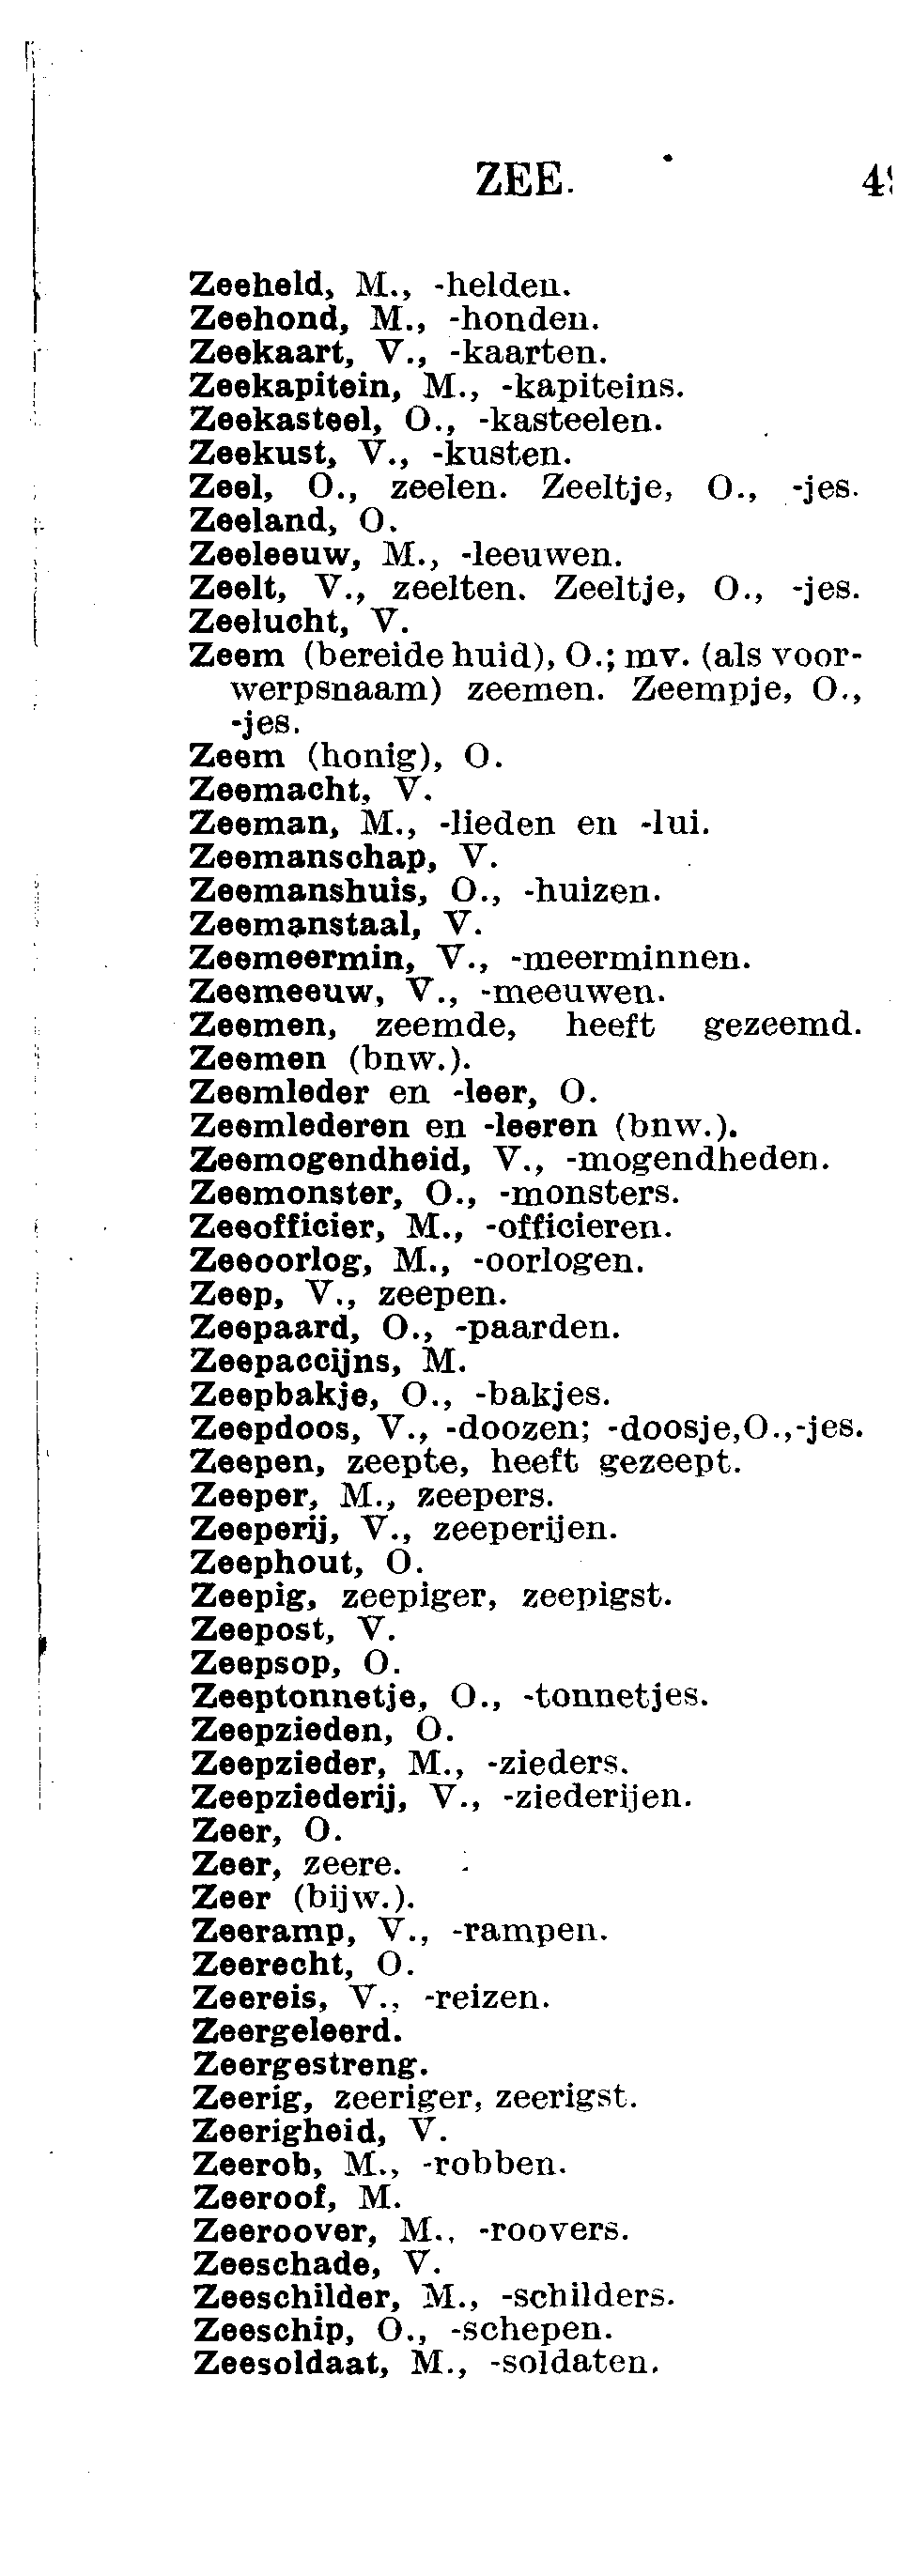 ZEE.
Zeeheld, M., -helden.
Zeehond, M., -honden.
Zeekaart, V., -kaarten.
Zeekapitein, M., -kapiteins.
Zeekasteel, O., -kasteelen.
Zeekust, V., -kusten.
Zeel, O., zeelen. Zeeltje, O., -jes.
Zeeland, O.
Zeeleeuw, M., -leeuwen.
Zeelt, V., zeelten. Zeeltje, O., -jes.
Zeelucht, V.
Zeem (bereide huid), O.; mv. (als voor-
werpsnaam) zeemen. Zeempje, O.,
-jes.
Zeem (honig), O.
Zeemacht, V.
Zeeman, M., -lieden en -lui.
Zeemanschap, V.
Zeemanshuis, O., -huizen.
Zeemanstaal, V.
Zeemeermin, V., -meerminnen.
Zeemeeuw, V., -meeuwen.
Zeemen, zeemde, heeft gezeemd.
Zeemen (bnw.).
Zeemleder en -leer, O.
Zeemlederen en -leeren (bnw.).
Zeemogendheid, V., -mogendheden.
Zeemonster, O., -monsters.
Zeeofficier, M., -officieren.
Zeeoorlog, M., -oorlogen.
Zeep, V., zeepen.
Zeepaard, O., -paarden.
Zeepaccijns, M.
Zeepbakje, O., -bakjes.
Zeepdoos, V., -doozen; -doosje,O.,-jes.
Zeepen, zeepte, heeft gezeept.
Zeeper, M., zeepers.
Zeeperij, V., zeeperijen.
Zeephout, O.
Zeepig, zeepiger, zeepigst.
Zeepost, V.
Zeepsop, O.
Zeeptonnetje, O., -tonnetjes.
Zeepzieden, O.
Zeepzieder, M., -zieders.
Zeepziederij, V., -ziederijen.
Zeer, O.
Zeer, zeere.
Zeer (bijw.).
Zeeramp, V., -rampen.
Zeerecht, O.
Zeereis, V., -reizen.
Zeergeleerd.
Zeergestreng.
Zeerig, zeeriger, zeerigst.
Zeerigheid, V.
Zeerob, M., -robben.
Zeeroof, M.
Zeeroover, M., -roovers.
Zeeschade, V.
Zeeschilder, M., -schilders.
Zeeschip, O., -schepen.
Zeesoldaat, M., -soldaten.